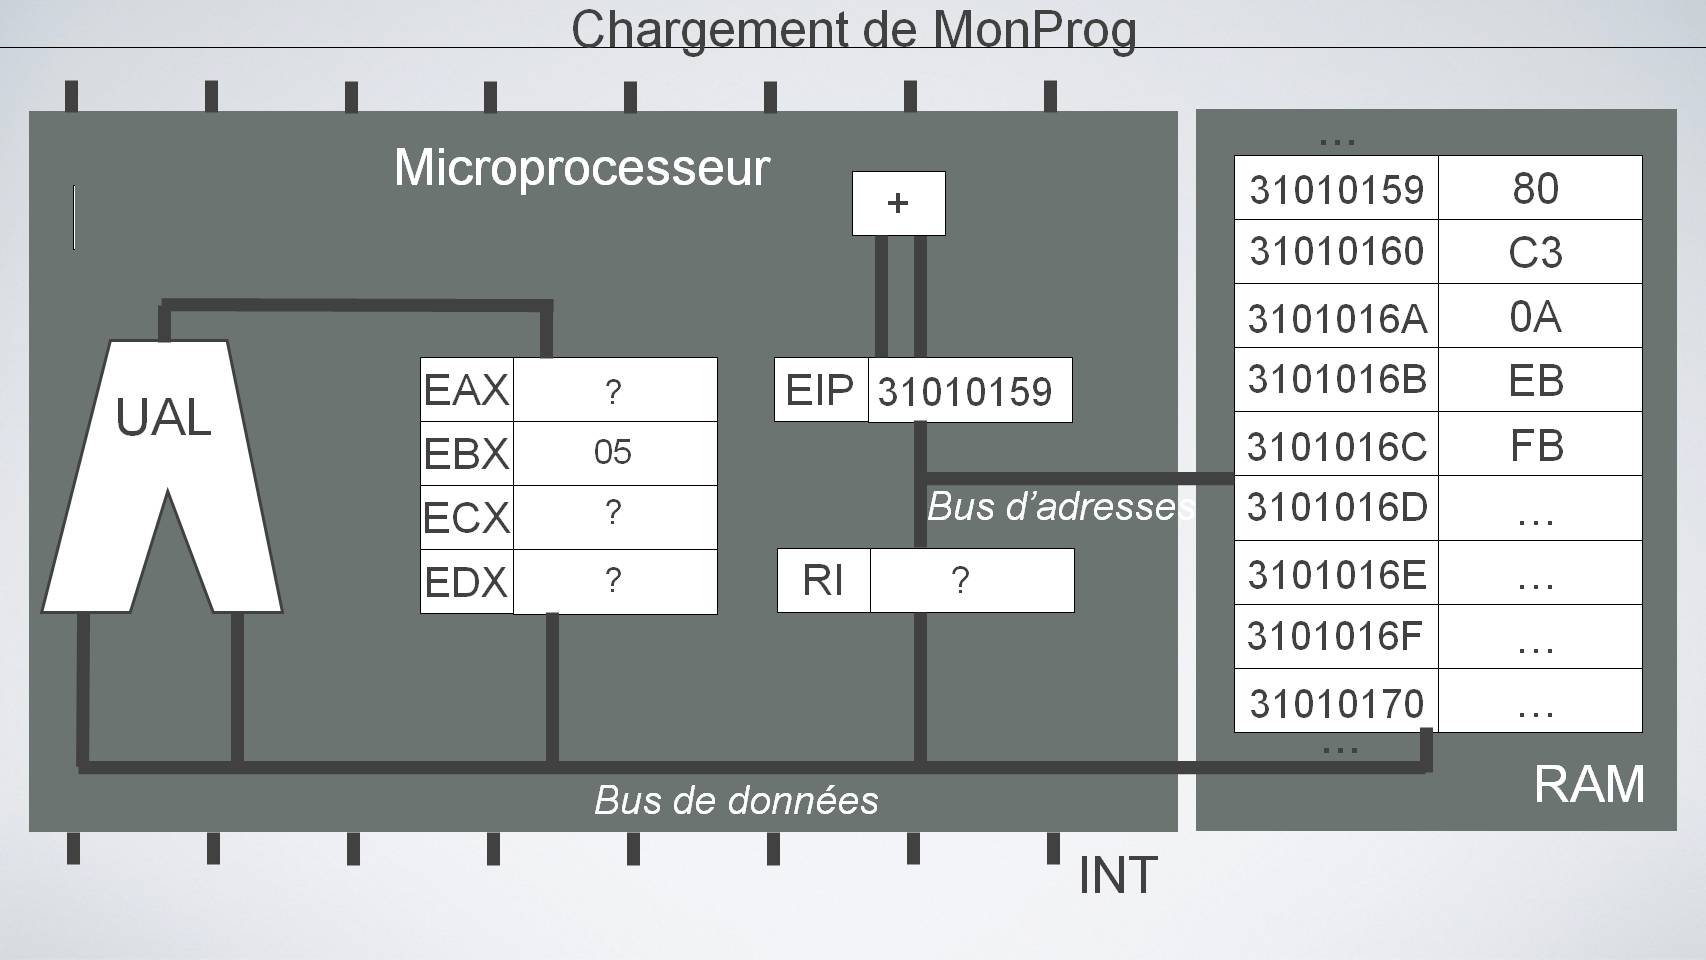 Chargement de MonProg
Microprocesseur
+
UAL
EAX ?
EBX 05
ECX ?
EDX ?
EIP 31010159
Bus d’adresses
RI ?
Bus de données
INT
…
31010159 80
31010160 C3
3101016A 0A
3101016B EB
3101016C FB
3101016D …
3101016E …
3101016F …
31010170 …
…
RAM